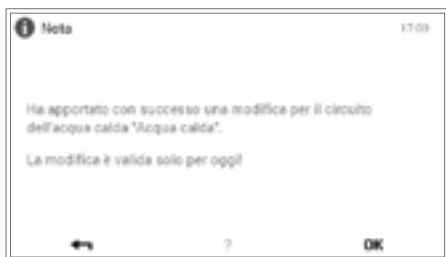 Nota 17:03
Ha apportato con successo una modifica per il circuito
dell'acqua calda "Acqua calda".
La modifica è valida solo per oggi!
? OK